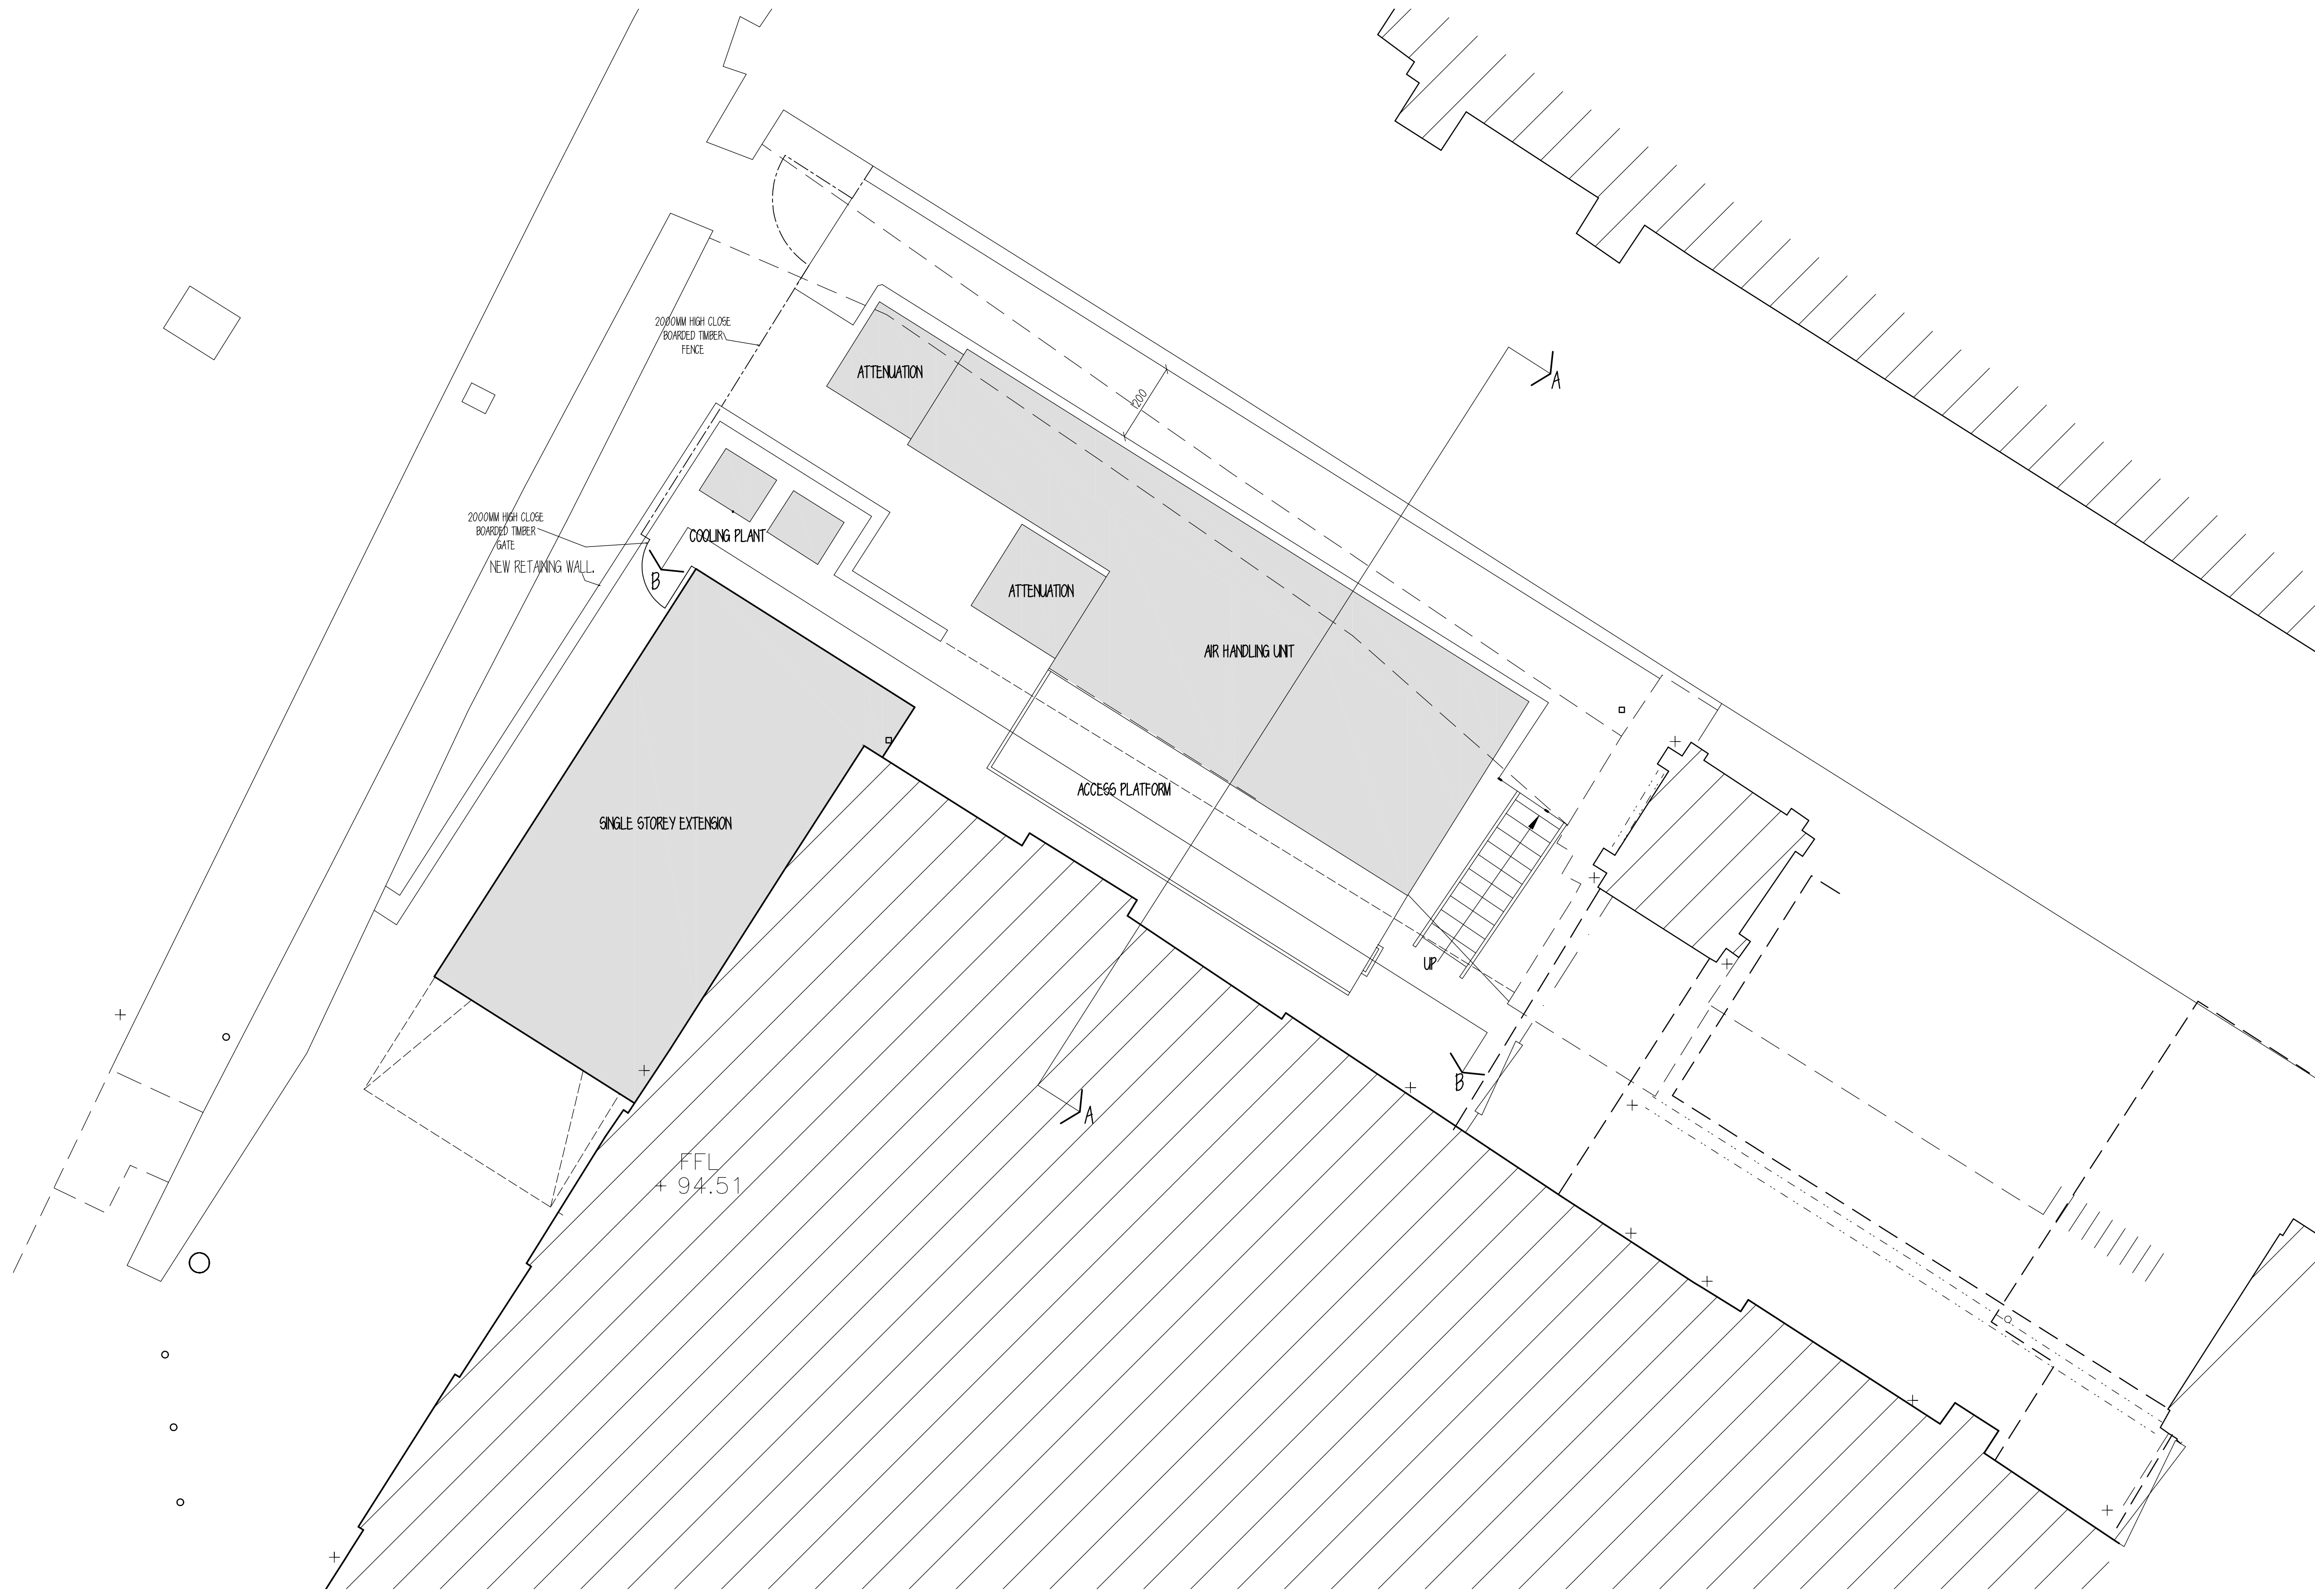 2000MM HIGH CLOSE
BOARDED TIMBER
FENCE
ATTENUATION
1200
A
2000MM HIGH CLOSE
BOARDED TIMBER
GATE
NEW RETAINING WALL.
COOLING PLANT
B
ATTENUATION
AIR HANDLING UNIT
ACCESS PLATFORM
SINGLE STOREY EXTENSION
UP
B
A
FFL
+ 94.51